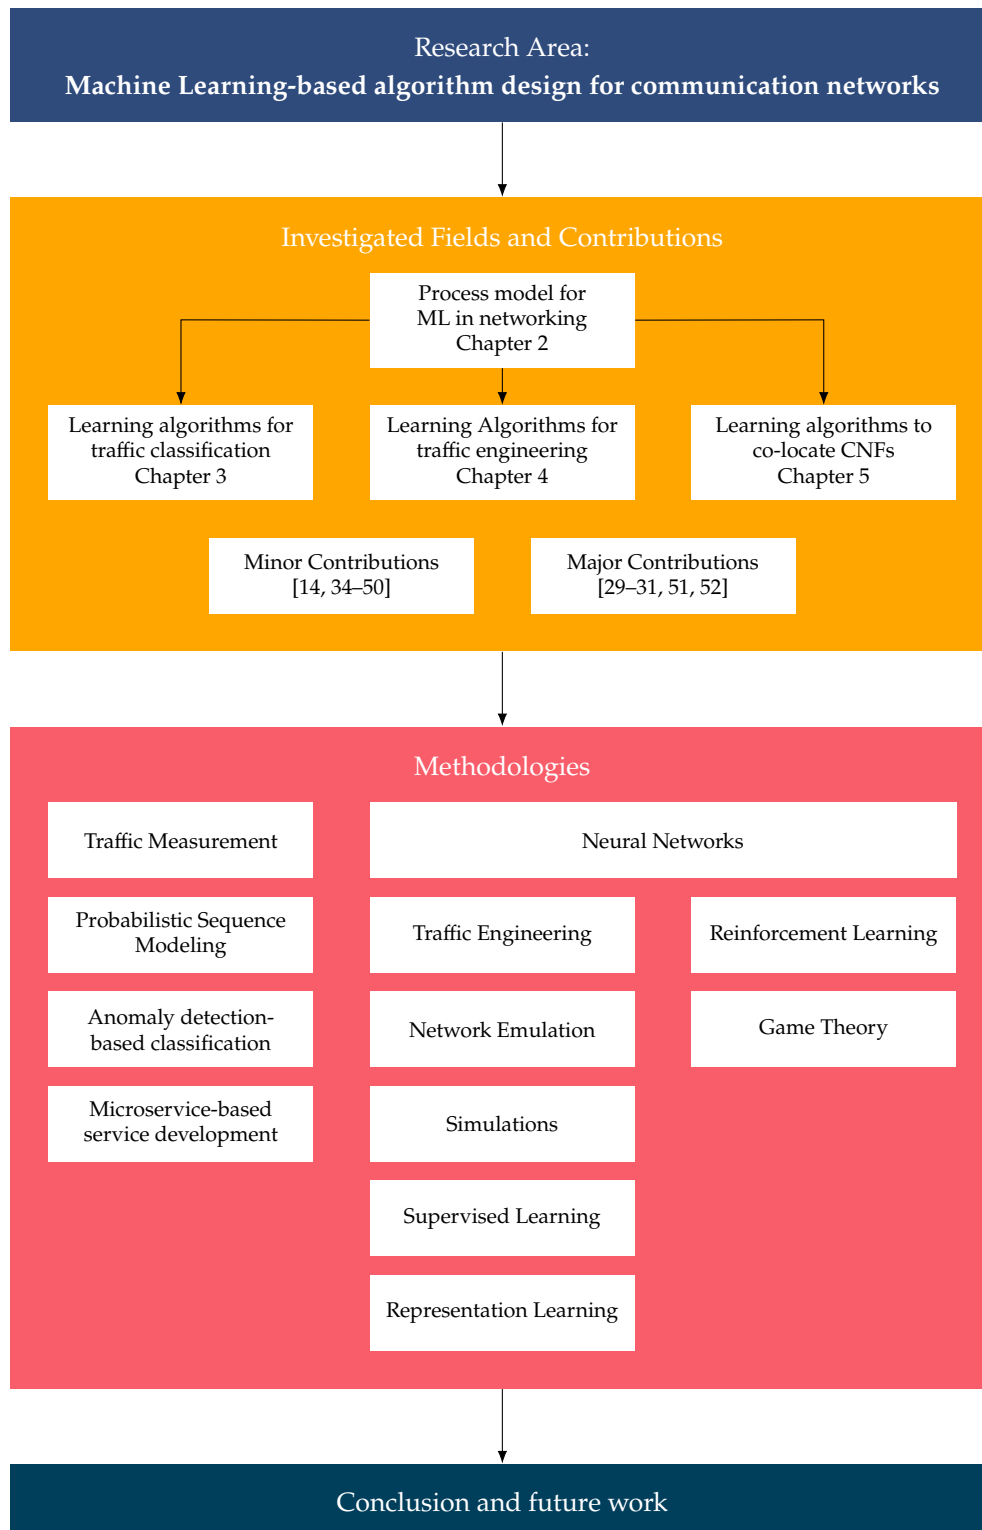 Research Area:
Machine Learning-based algorithm design for communication networks
Investigated Fields and Contributions
Process model for
ML in networking
Chapter 2
Learning algorithms for
traffic classification
Chapter 3
Learning Algorithms for
traffic engineering
Chapter 4
Learning algorithms to
co-locate CNFs
Chapter 5
Minor Contributions
[14, 34–50]
Major Contributions
[29–31, 51, 52]
Methodologies
Traffic Measurement
Neural Networks
Probabilistic Sequence
Modeling
Traffic Engineering
Reinforcement Learning
Anomaly detection-
based classification
Network Emulation
Game Theory
Microservice-based
service development
Simulations
Supervised Learning
Representation Learning
Conclusion and future work